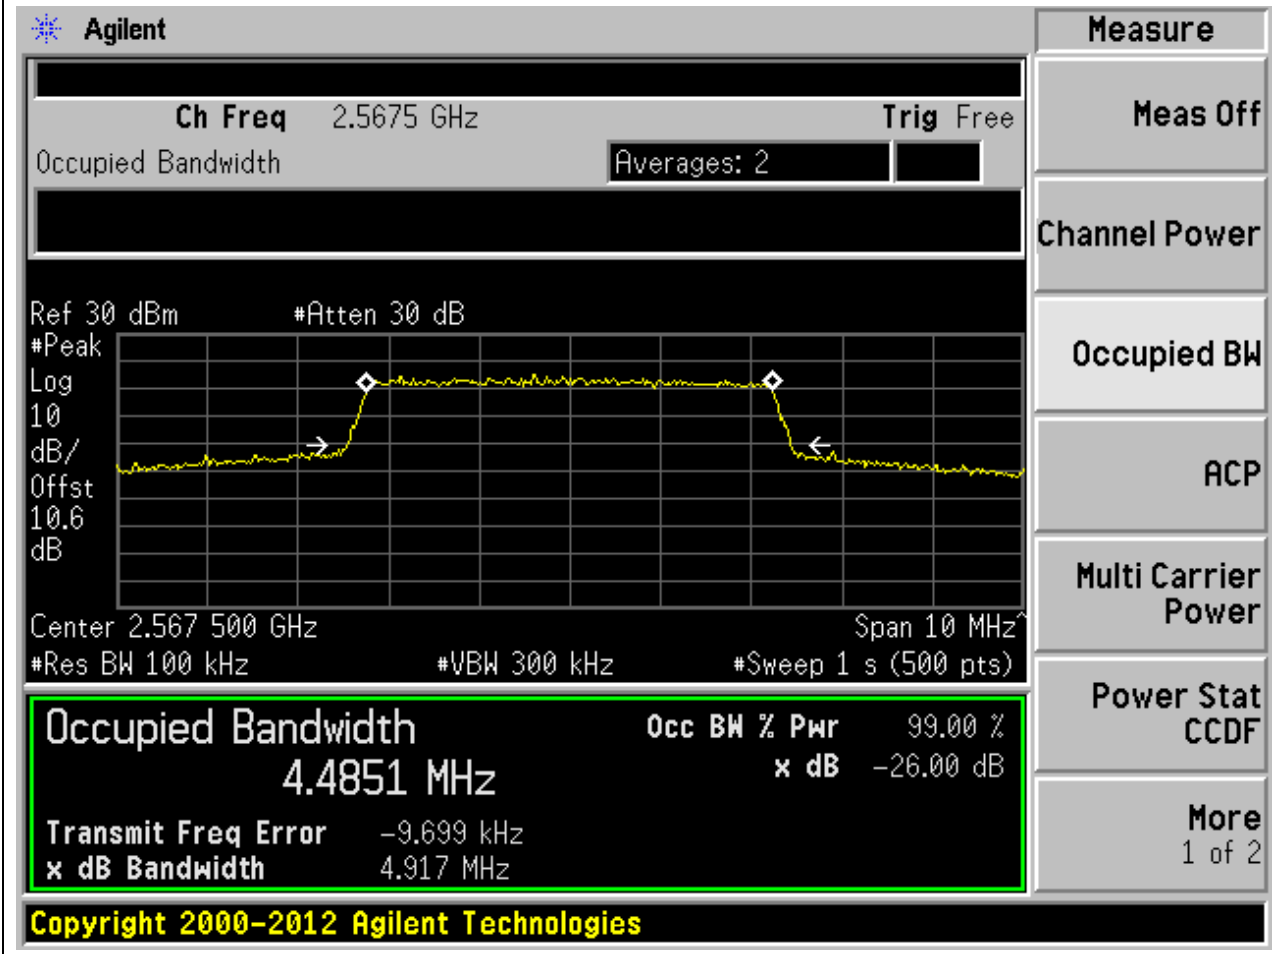 Agilent
Measure
Ch Freq 2.5675 GHz Trig Free
Occupied Bandwidth Averages: 2
Ref 30 dBm #Atten 30 dB
#Peak
Log
10
dB/
Offst
10.6
dB
Center 2.567 500 GHz Span 10 MHz^
#Res BW 100 kHz #VBW 300 kHz #Sweep 1 s (500 pts)
Occupied Bandwidth Occ BW % Pwr 99.00 %
4.4851 MHz x dB -26.00 dB
Transmit Freq Error -9.699 kHz
x dB Bandwidth 4.917 MHz
Copyright 2000-2012 Agilent Technologies
Meas Off
Channel Power
Occupied BW
ACP
Multi Carrier
Power
Power Stat
CCDF
More
1 of 2